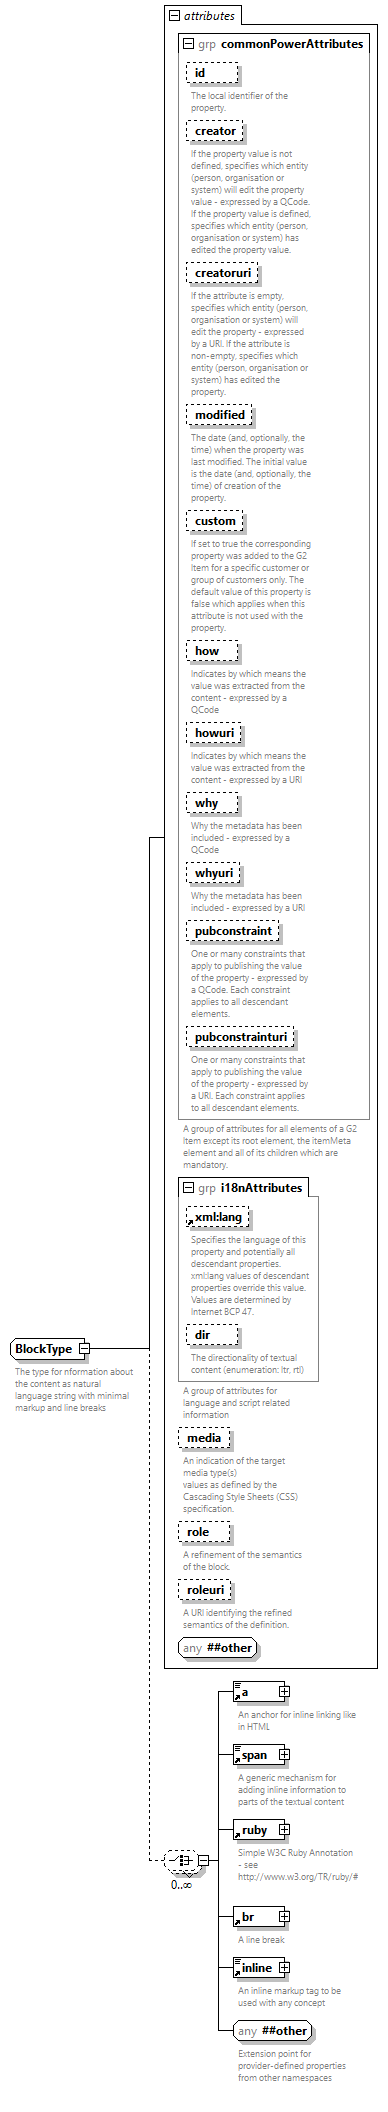 attributes
grp commonPowerAttributes
id
The local identifier of the
property.
creator
If the property value is not
defined, specifies which entity
(person, organisation or
system) will edit the property
value - expressed by a QCode.
If the property value is defined,
specifies which entity (person,
organisation or system) has
edited the property value.
creatoruri
If the attribute is empty,
specifies which entity (person,
organisation or system) will
edit the property - expressed
by a URI. If the attribute is
non-empty, specifies which
entity (person, organisation or
system) has edited the
property.
modified
The date (and, optionally, the
time) when the property was
last modified. The initial value
is the date (and, optionally, the
time) of creation of the
property.
custom
If set to true the corresponding
property was added to the G2
Item for a specific customer or
group of customers only. The
default value of this property is
false which applies when this
attribute is not used with the
property.
how
Indicates by which means the
value was extracted from the
content - expressed by a
QCode
howuri
Indicates by which means the
value was extracted from the
content - expressed by a URI
why
Why the metadata has been
included - expressed by a
QCode
whyuri
Why the metadata has been
included - expressed by a URI
pubconstraint
One or many constraints that
apply to publishing the value
of the property - expressed by
a QCode. Each constraint
applies to all descendant
elements.
pubconstrainturi
One or many constraints that
apply to publishing the value
of the property - expressed by
a URI. Each constraint applies
to all descendant elements.
A group of attributes for all elements of a G2
Item except its root element, the itemMeta
element and all of its children which are
mandatory.
grp i18nAttributes
xml:lang
Specifies the language of this
property and potentially all
descendant properties.
xml:lang values of descendant
properties override this value.
Values are determined by
Internet BCP 47.
dir
The directionality of textual
content (enumeration: ltr, rtl)
A group of attributes for
language and script related
information
BlockType
The type for nformation about
the content as natural
language string with minimal
markup and line breaks
media
An indication of the target
media type(s)
values as defined by the
Cascading Style Sheets (CSS)
specification.
role
A refinement of the semantics
of the block.
roleuri
A URI identifying the refined
semantics of the definition.
any ##other
a
An anchor for inline linking like
in HTML
span
A generic mechanism for
adding inline information to
parts of the textual content
ruby
Simple W3C Ruby Annotation
- see
http://www.w3.org/TR/ruby/#
0..∞
br
A line break
inline
An inline markup tag to be
used with any concept
any ##other
Extension point for
provider-defined properties
from other namespaces